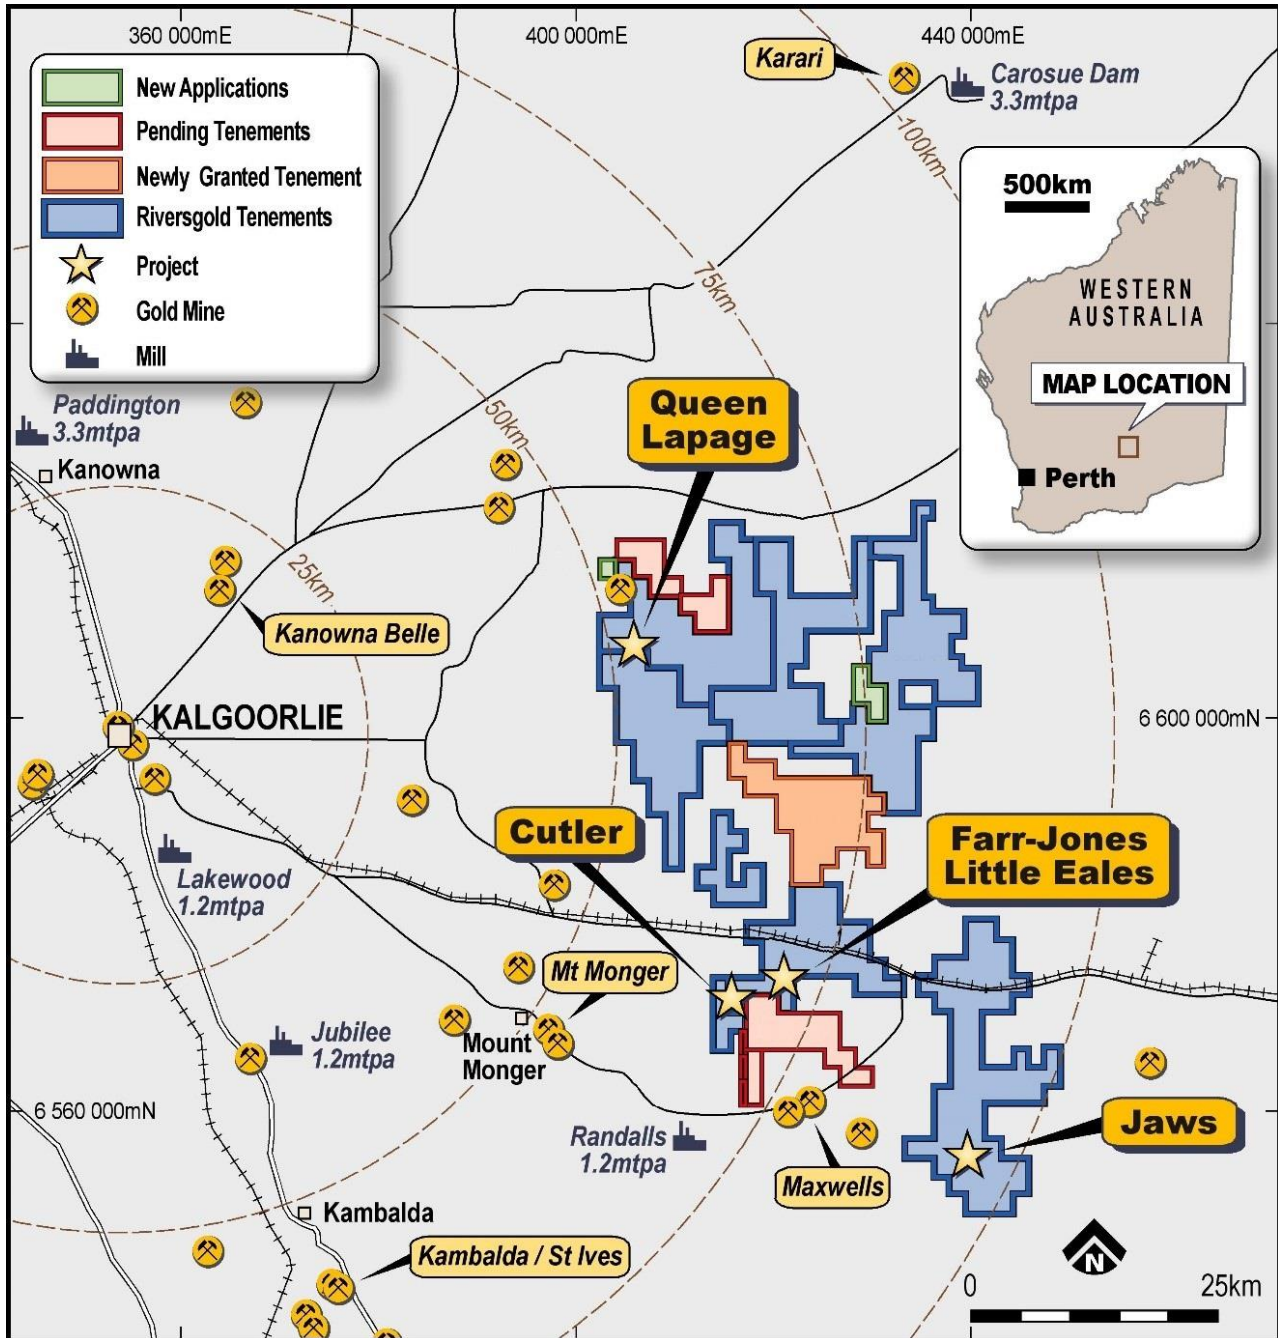 360 000mE
400 000mE
440 000mE
New Applications
Pending Tenements
Newly Granted Tenement
Riversgold Tenements
Project
Gold Mine
Mill
Karari
Carosue Dam
3.3mtpa
100km
75km
50km
25km
500km
WESTERN
AUSTRALIA
MAP LOCATION
Perth
Paddington
3.3mtpa
Kanowna
Queen
Lapage
Kanowna Belle
KALGOORLIE
6 600 000mN
Cutler
Farr-Jones
Little Eales
Lakewood
1.2mtpa
Mt Monger
Jubilee
1.2mtpa
Mount
Monger
6 560 000mN
Randalls
1.2mtpa
Jaws
Maxwells
Kambalda
Kambalda / St Ives
N
0
25km